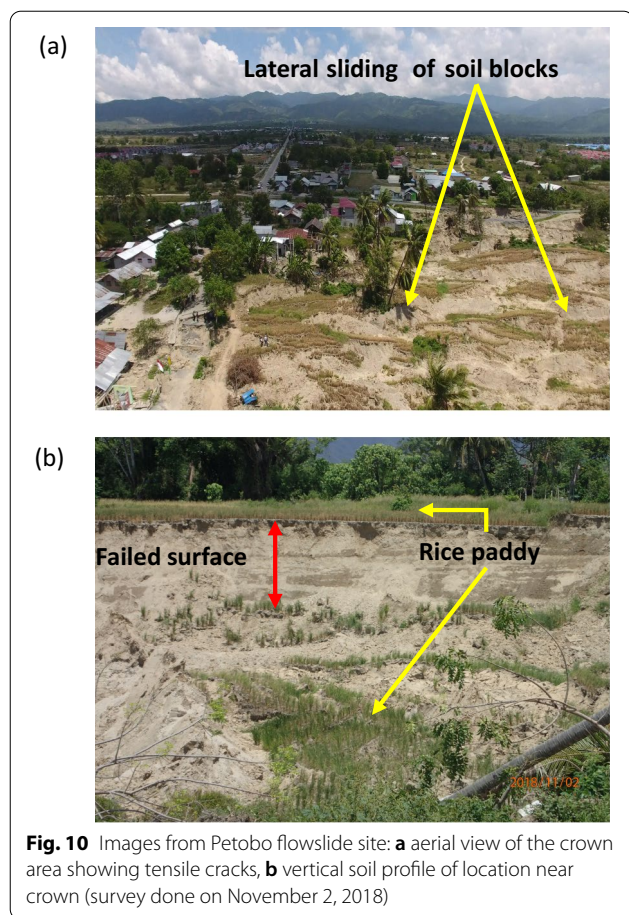 (a)
Lateral sliding of soil blocks
(b)
Failed surface
Rice paddy
2018/11/02
Fig. 10 Images from Petobo flowslide site: a aerial view of the crown
area showing tensile cracks, b vertical soil profile of location near
crown (survey done on November 2, 2018)